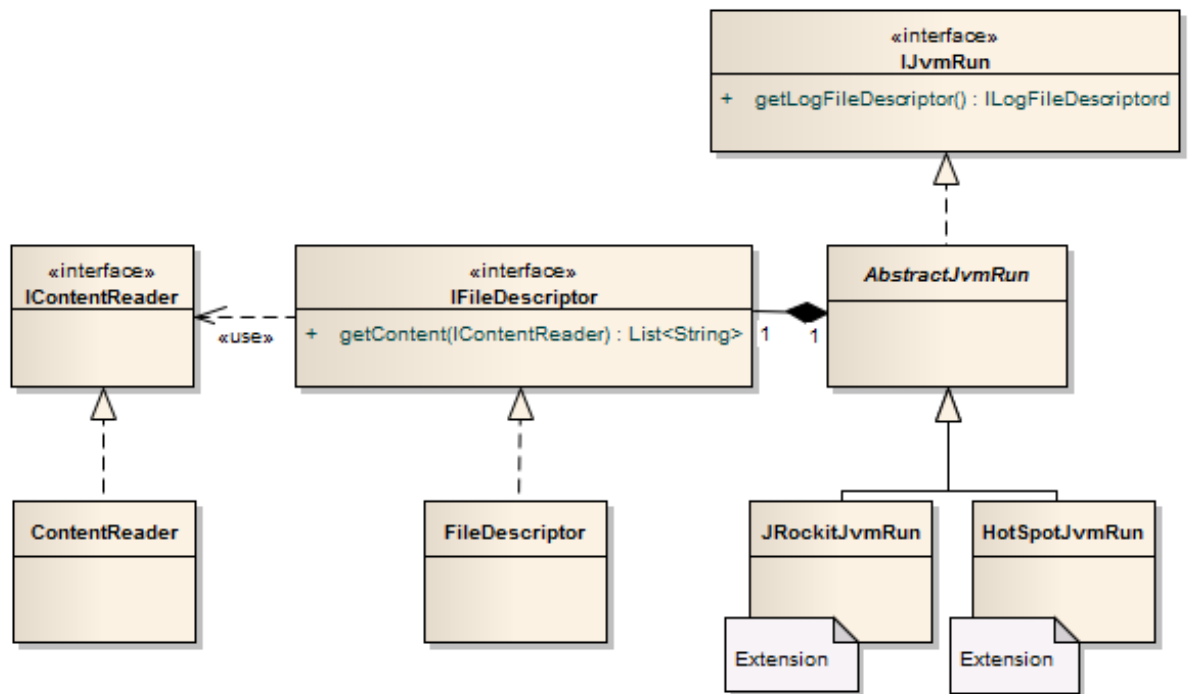 «interface»
IJvmRun
+ getLogFileDescriptor() : ILogFileDescriptord
«interface»
IContentReader
«use»
«interface»
IFileDescriptor
+ getContent(IContentReader) : List<String>
1
1
AbstractJvmRun
ContentReader
FileDescriptor
JRockitJvmRun
HotSpotJvmRun
Extension
Extension